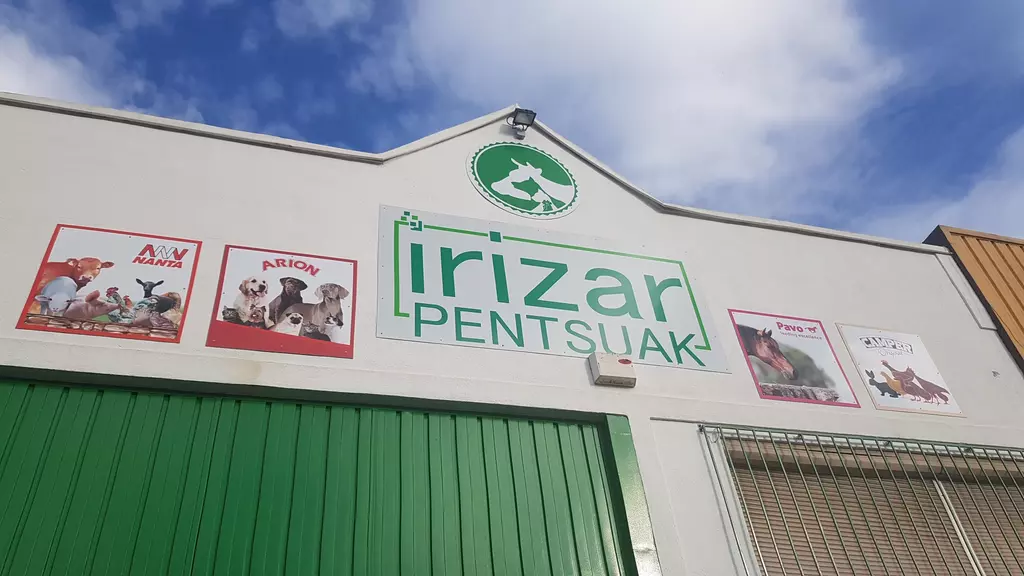 irizar
PENTSUAK
NANTA
ARION
Pavo
CAMPER